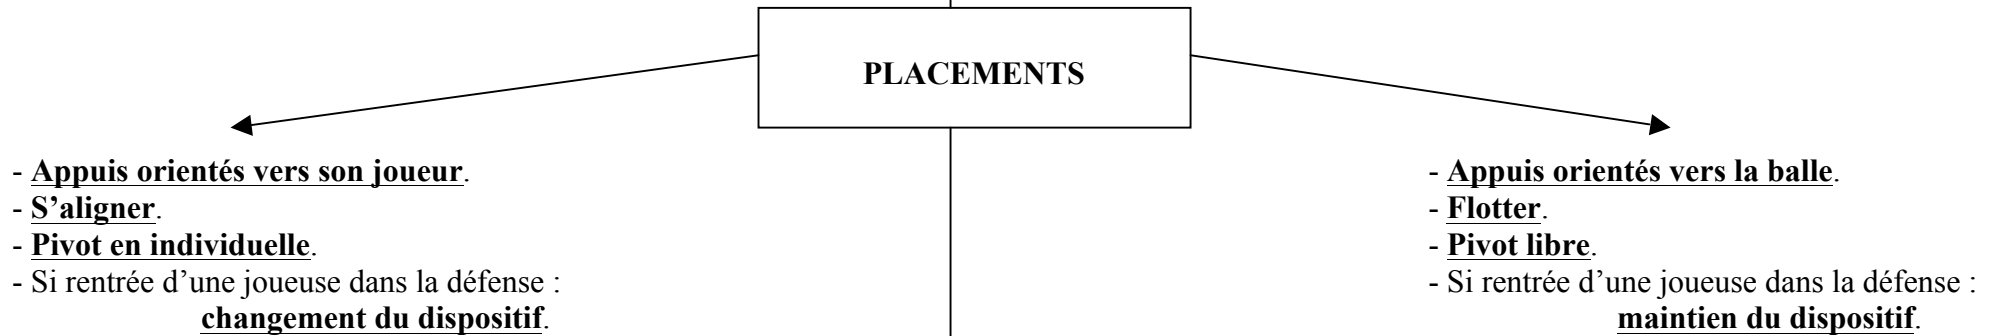 PLACEMENTS
- Appuis orientés vers son joueur.
- S’aligner.
- Pivot en individuelle.
- Si rentrée d’une joueuse dans la défense :
changement du dispositif.
- Appuis orientés vers la balle.
- Flotter.
- Pivot libre.
- Si rentrée d’une joueuse dans la défense :
maintien du dispositif.